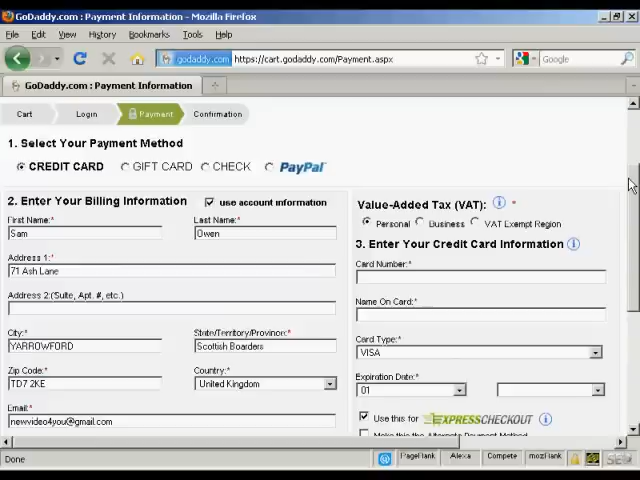 GoDaddy.com : Payment Information - Mozilla Firefox
File Edit View History Bookmarks Tools Help
godaddy.com https://cart.godaddy.com/Payment.aspx Google
GoDaddy.com : Payment Information
Cart Login Payment Confirmation
1. Select Your Payment Method
CREDIT CARD GIFT CARD CHECK PayPal
2. Enter Your Billing Information use account information
First Name:* Last Name:*
Sam Owen
Address 1:*
71 Ash Lane
Address 2:(Suite, Apt. #, etc.)
City:* State/Territory/Province:*
YARROWFORD Scottish Boarders
Zip Code:* Country:*
TD7 2KE United Kingdom
Email:*
newvideo4you@gmail.com
Value-Added Tax (VAT): *
Personal Business VAT Exempt Region
3. Enter Your Credit Card Information
Card Number:*
Name On Card:*
Card Type:*
VISA
Expiration Date:*
01
Use this for EXPRESSCHECKOUT
Make this the Alternate Payment Method
Done PageRank Alexa Compete mozRank